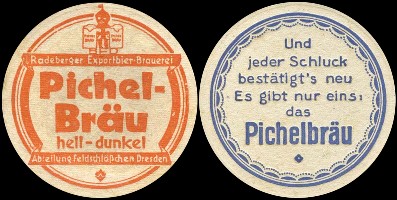 Radeberger Exportbier-Brauerei
Pichel-
Bräu
hell-dunkel
Abteilung Feldschlößchen Dresden
Und
jeder Schluck
bestätigt's neu
Es gibt nur eins,
das
Pichelbräu